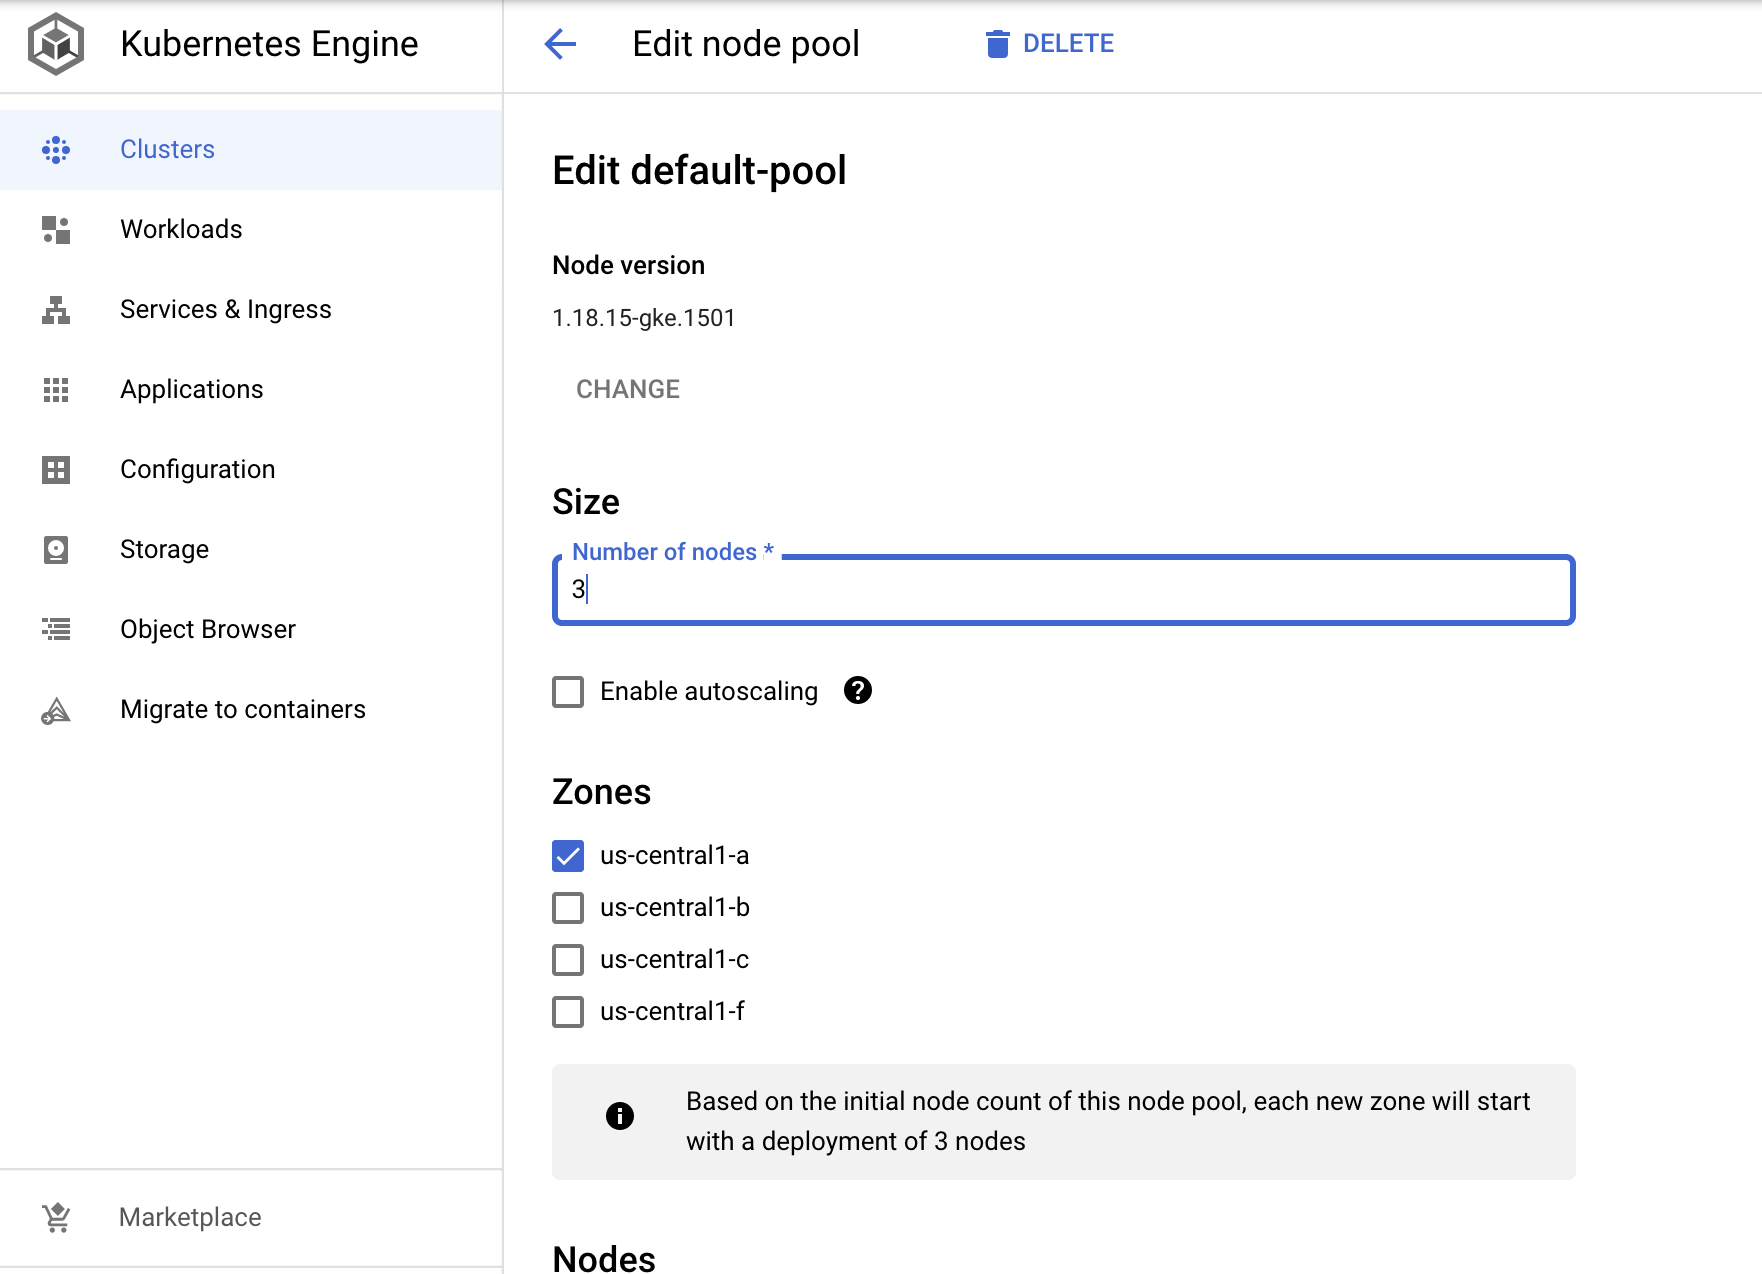 Kubernetes Engine
Edit node pool
DELETE
Clusters
Workloads
Services & Ingress
Applications
Configuration
Storage
Object Browser
Migrate to containers
Marketplace
Edit default-pool
Node version
1.18.15-gke.1501
CHANGE
Size
Number of nodes *
3
Enable autoscaling
Zones
us-central1-a
us-central1-b
us-central1-c
us-central1-f
Based on the initial node count of this node pool, each new zone will start
with a deployment of 3 nodes
Nodes